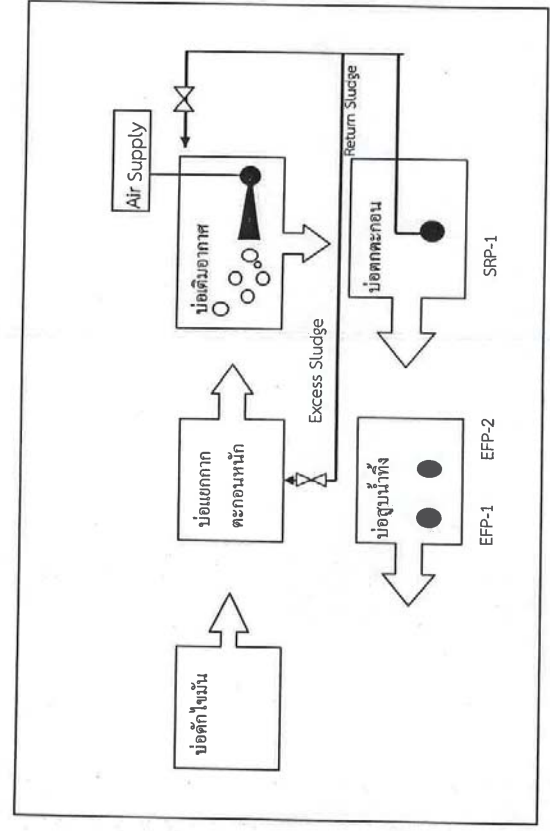 บ่อดักไขมัน
บ่อแยกกาก
ตะกอนหนัก
บ่อเติมอากาศ
Air Supply
Excess Sludge
Return Sludge
บ่อสูบน้ำทิ้ง
EFP-1
EFP-2
บ่อตกตะกอน
SRP-1